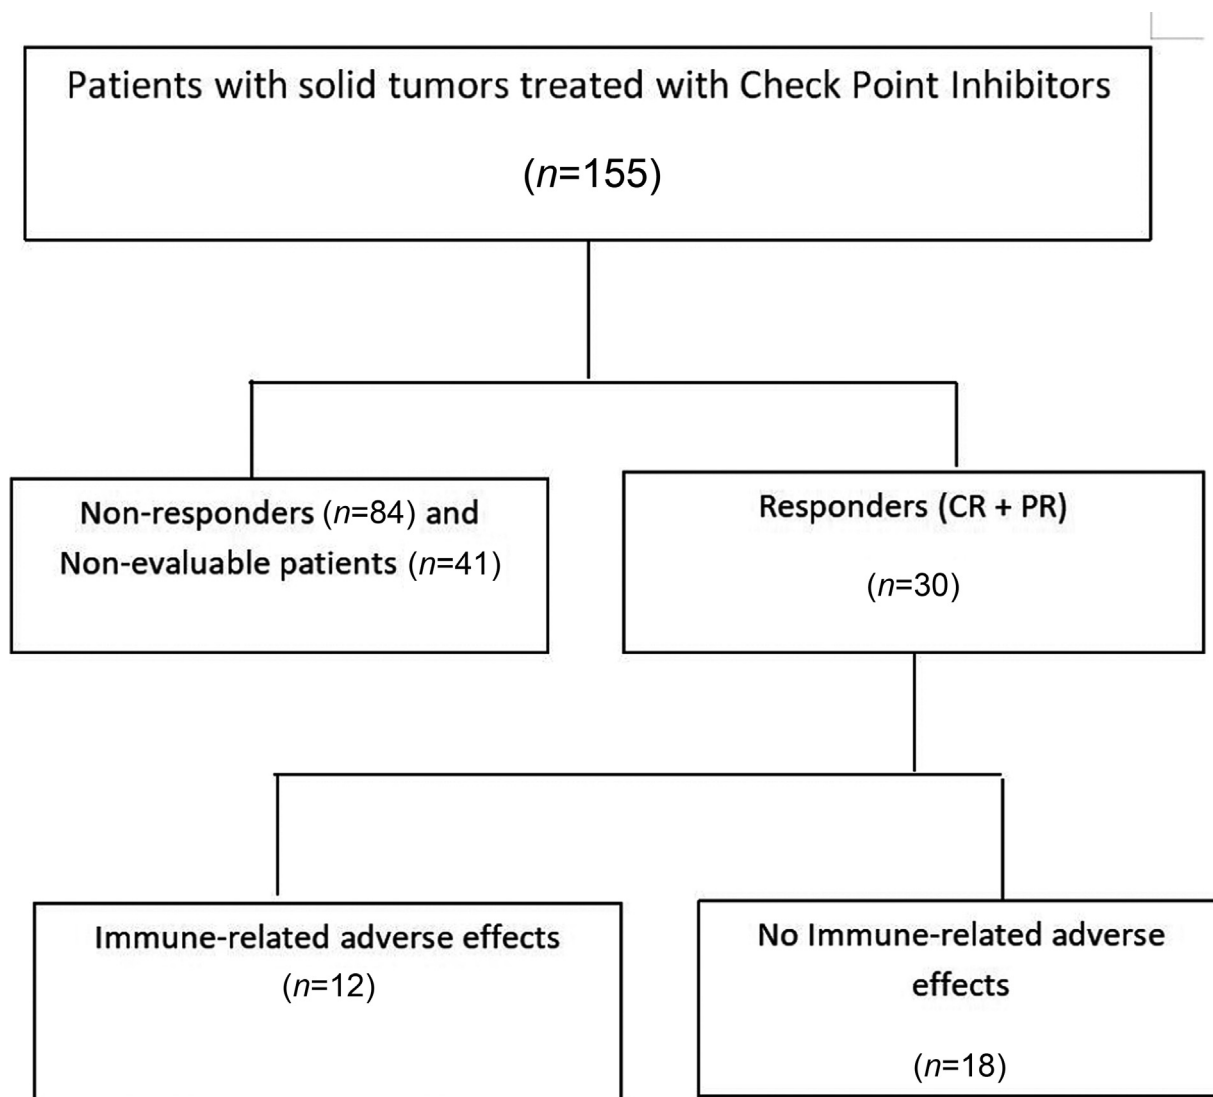 Patients with solid tumors treated with Check Point Inhibitors
(n=155)
Non-responders (n=84) and
Non-evaluable patients (n=41)
Responders (CR + PR)
(n=30)
Immune-related adverse effects
(n=12)
No Immune-related adverse
effects
(n=18)